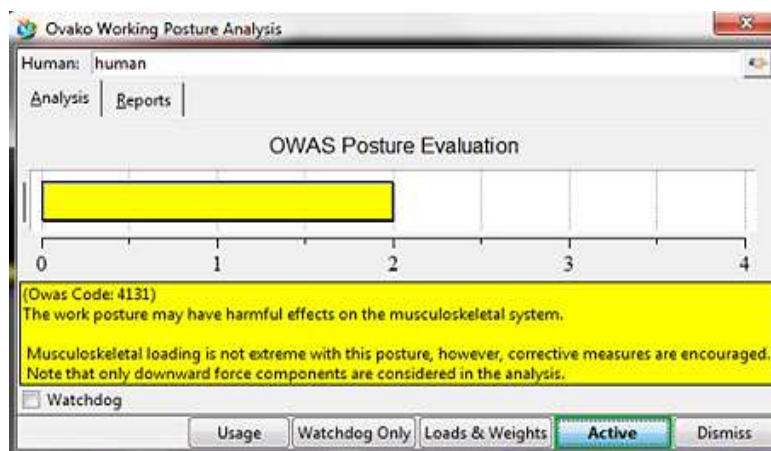 Ovako Working Posture Analysis
Human: human
Analysis Reports
OWAS Posture Evaluation
0 1 2 3 4
(Owas Code: 4131)
The work posture may have harmful effects on the musculoskeletal system.
Musculoskeletal loading is not extreme with this posture, however, corrective measures are encouraged.
Note that only downward force components are considered in the analysis.
Watchdog
Usage Watchdog Only Loads & Weights Active Dismiss